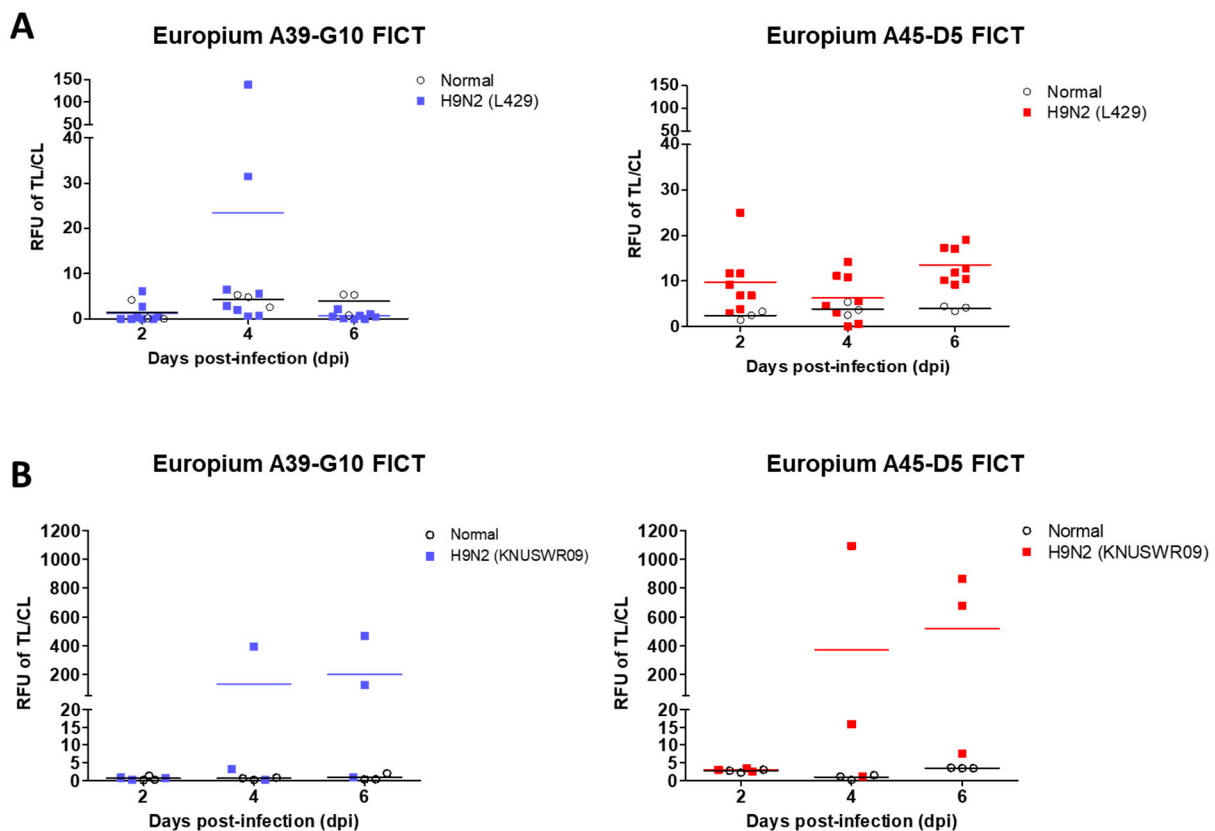 A
Europium A39-G10 FICT
150
100
50
40
30
20
10
0
RFU of TL/CL
2
4
6
Days post-infection (dpi)
Normal
H9N2 (L429)
Europium A45-D5 FICT
150
100
50
40
30
20
10
0
RFU of TL/CL
2
4
6
Days post-infection (dpi)
Normal
H9N2 (L429)
B
Europium A39-G10 FICT
1200
1000
800
600
400
200
20
15
10
5
0
RFU of TL/CL
2
4
6
Days post-infection (dpi)
Normal
H9N2 (KNUSWR09)
Europium A45-D5 FICT
1200
1000
800
600
400
200
20
15
10
5
0
RFU of TL/CL
2
4
6
Days post-infection (dpi)
Normal
H9N2 (KNUSWR09)